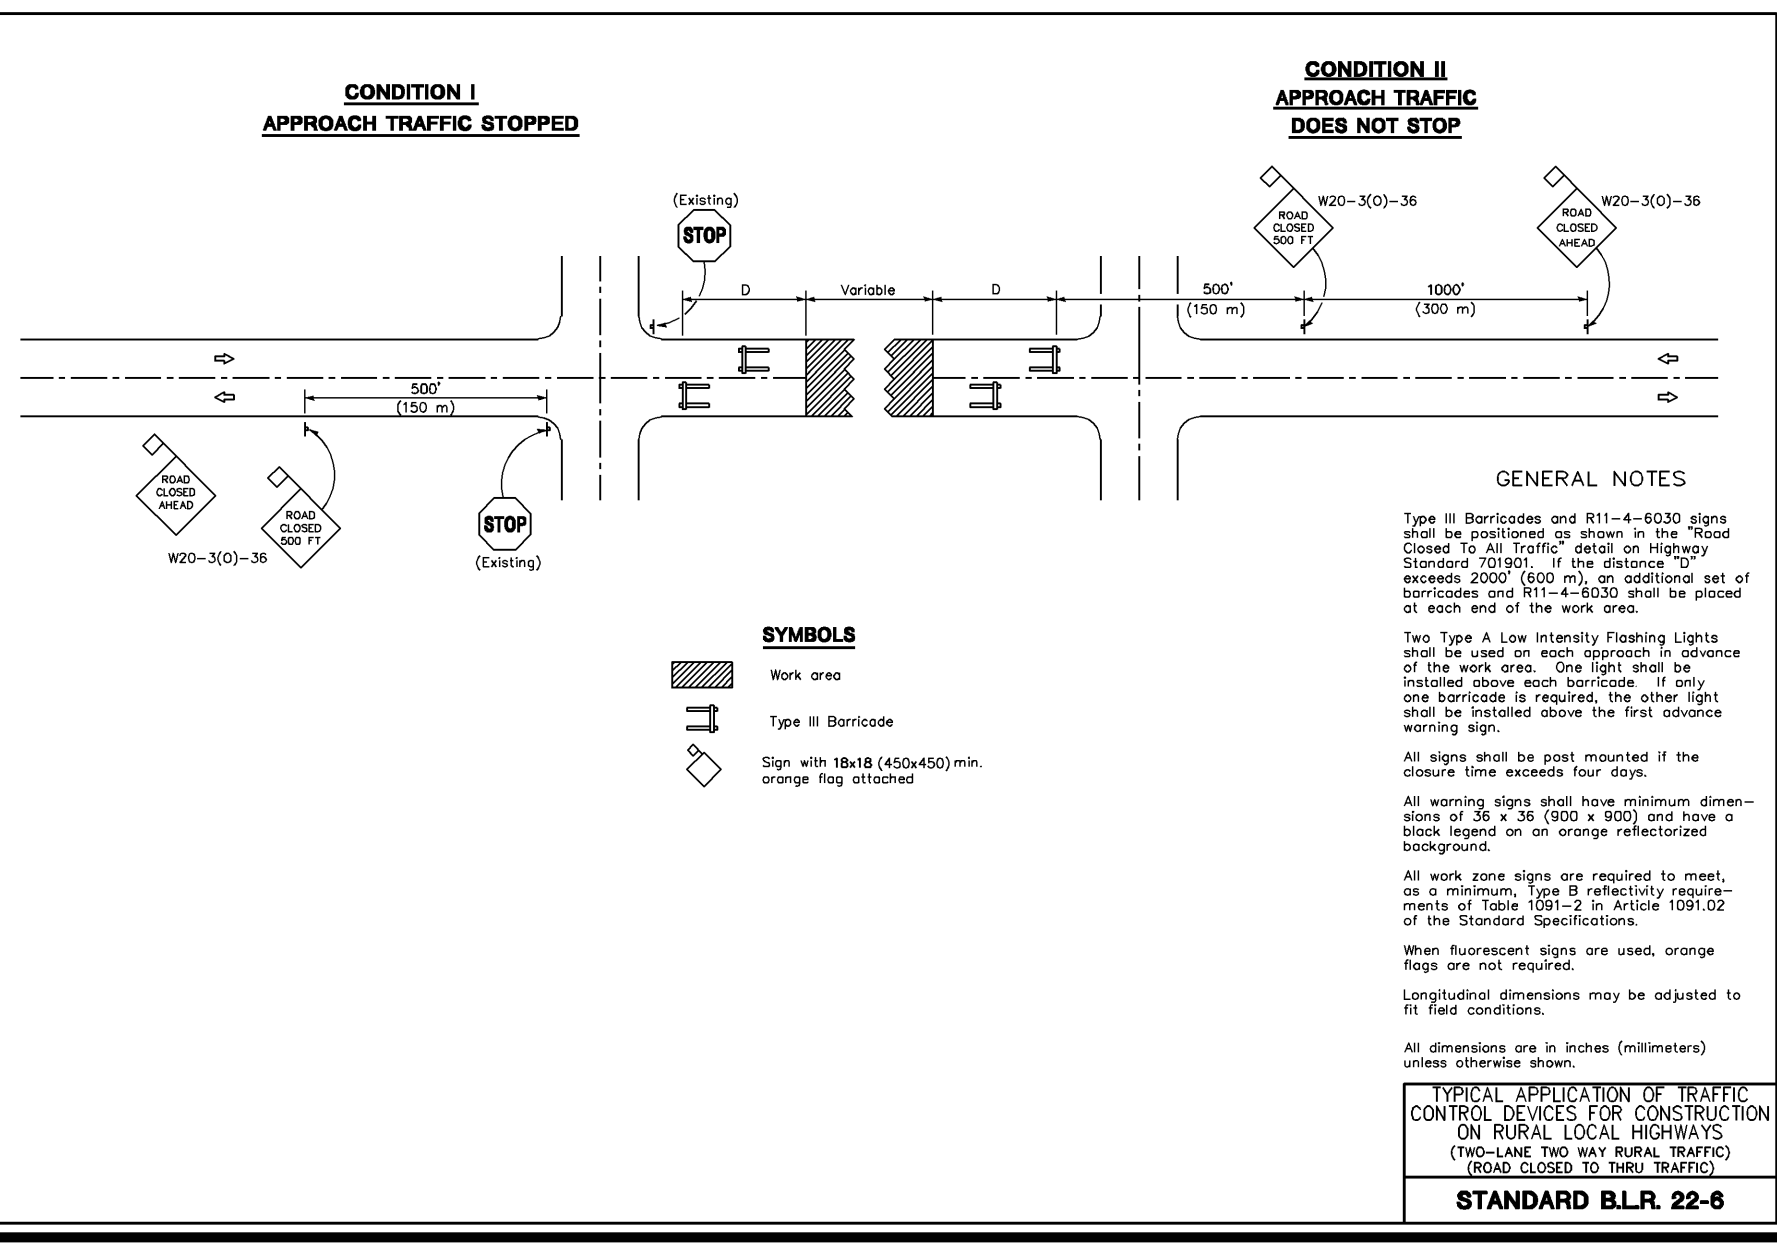 CONDITION I
APPROACH TRAFFIC STOPPED
CONDITION II
APPROACH TRAFFIC
DOES NOT STOP
(Existing)
STOP
W20-3(O)-36
ROAD
CLOSED
500 FT
W20-3(O)-36
ROAD
CLOSED
AHEAD
D
Variable
D
500'
(150 m)
1000'
(300 m)
500'
(150 m)
ROAD
CLOSED
AHEAD
ROAD
CLOSED
500 FT
W20-3(O)-36
STOP
(Existing)
SYMBOLS
Work area
Type III Barricade
Sign with 18x18 (450x450) min.
orange flag attached
GENERAL NOTES
Type III Barricades and R11-4-6030 signs
shall be positioned as shown in the "Road
Closed To All Traffic" detail on Highway
Standard 701901. If the distance "D"
exceeds 2000' (600 m), an additional set of
barricades and R11-4-6030 shall be placed
at each end of the work area.
Two Type A Low Intensity Flashing Lights
shall be used on each approach in advance
of the work area. One light shall be
installed above each barricade. If only
one barricade is required, the other light
shall be installed above the first advance
warning sign.
All signs shall be post mounted if the
closure time exceeds four days.
All warning signs shall have minimum dimen-
sions of 36 x 36 (900 x 900) and have a
black legend on an orange reflectorized
background.
All work zone signs are required to meet,
as a minimum, Type B reflectivity require-
ments of Table 1091-2 in Article 1091.02
of the Standard Specifications.
When fluorescent signs are used, orange
flags are not required.
Longitudinal dimensions may be adjusted to
fit field conditions.
All dimensions are in inches (millimeters)
unless otherwise shown.
TYPICAL APPLICATION OF TRAFFIC
CONTROL DEVICES FOR CONSTRUCTION
ON RURAL LOCAL HIGHWAYS
(TWO-LANE TWO WAY RURAL TRAFFIC)
(ROAD CLOSED TO THRU TRAFFIC)
STANDARD B.L.R. 22-6